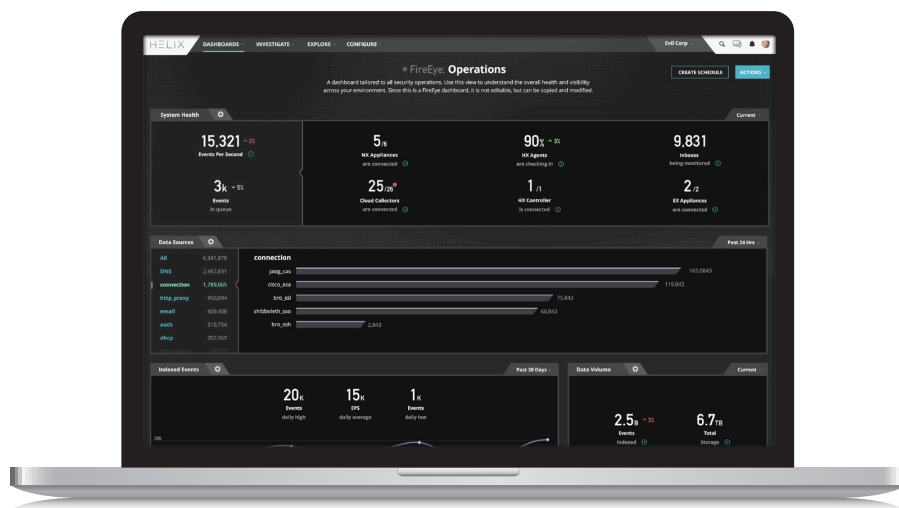 HELIX DASHBOARDS INVESTIGATE EXPLORE CONFIGURE Evil Corp
FireEye: Operations
CREATE SCHEDULE ACTIONS
A dashboard tailored to all security operations. Use this view to understand the overall health and visibility
across your environment. Since this is a FireEye dashboard, it is not editable, but can be copied and modified.
System Health Current
15,321 3% 5/6 90% 3% 9,831
Events Per Second NX Appliances HX Agents Inboxes
are connected are checking in being monitored
3k 5% 25/26 1/1 2/2
Events Cloud Collectors HX Controller EX Appliances
in queue are connected is connected are connected
Data Sources Past 24 Hrs
All 6,341,878 connection
DNS 2,457,831 jasig_cas 165,0843
connection 1,789,065 cisco_asa 119,843
http_proxy 950,094 bro_ssl 75,843
email 409,408 shibboleth_sso 60,843
auth 319,754 bro_ssh 2,843
dhcp 302,969
Indexed Events Past 30 Days Data Volume Current
20K 15K 1K
Events EPS Events
daily high daily average daily low
2.5B 3% 6.7TB
Events Total
Indexed Storage